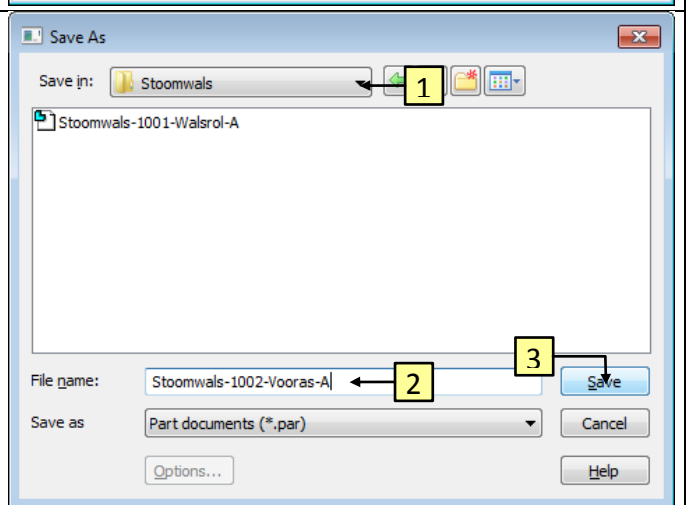 Save As
Save in: Stoomwals
1
Stoomwals-1001-Walsrol-A
3
File name: Stoomwals-1002-Vooras-A 2 Save
Save as Part documents (*.par) Cancel
Options... Help